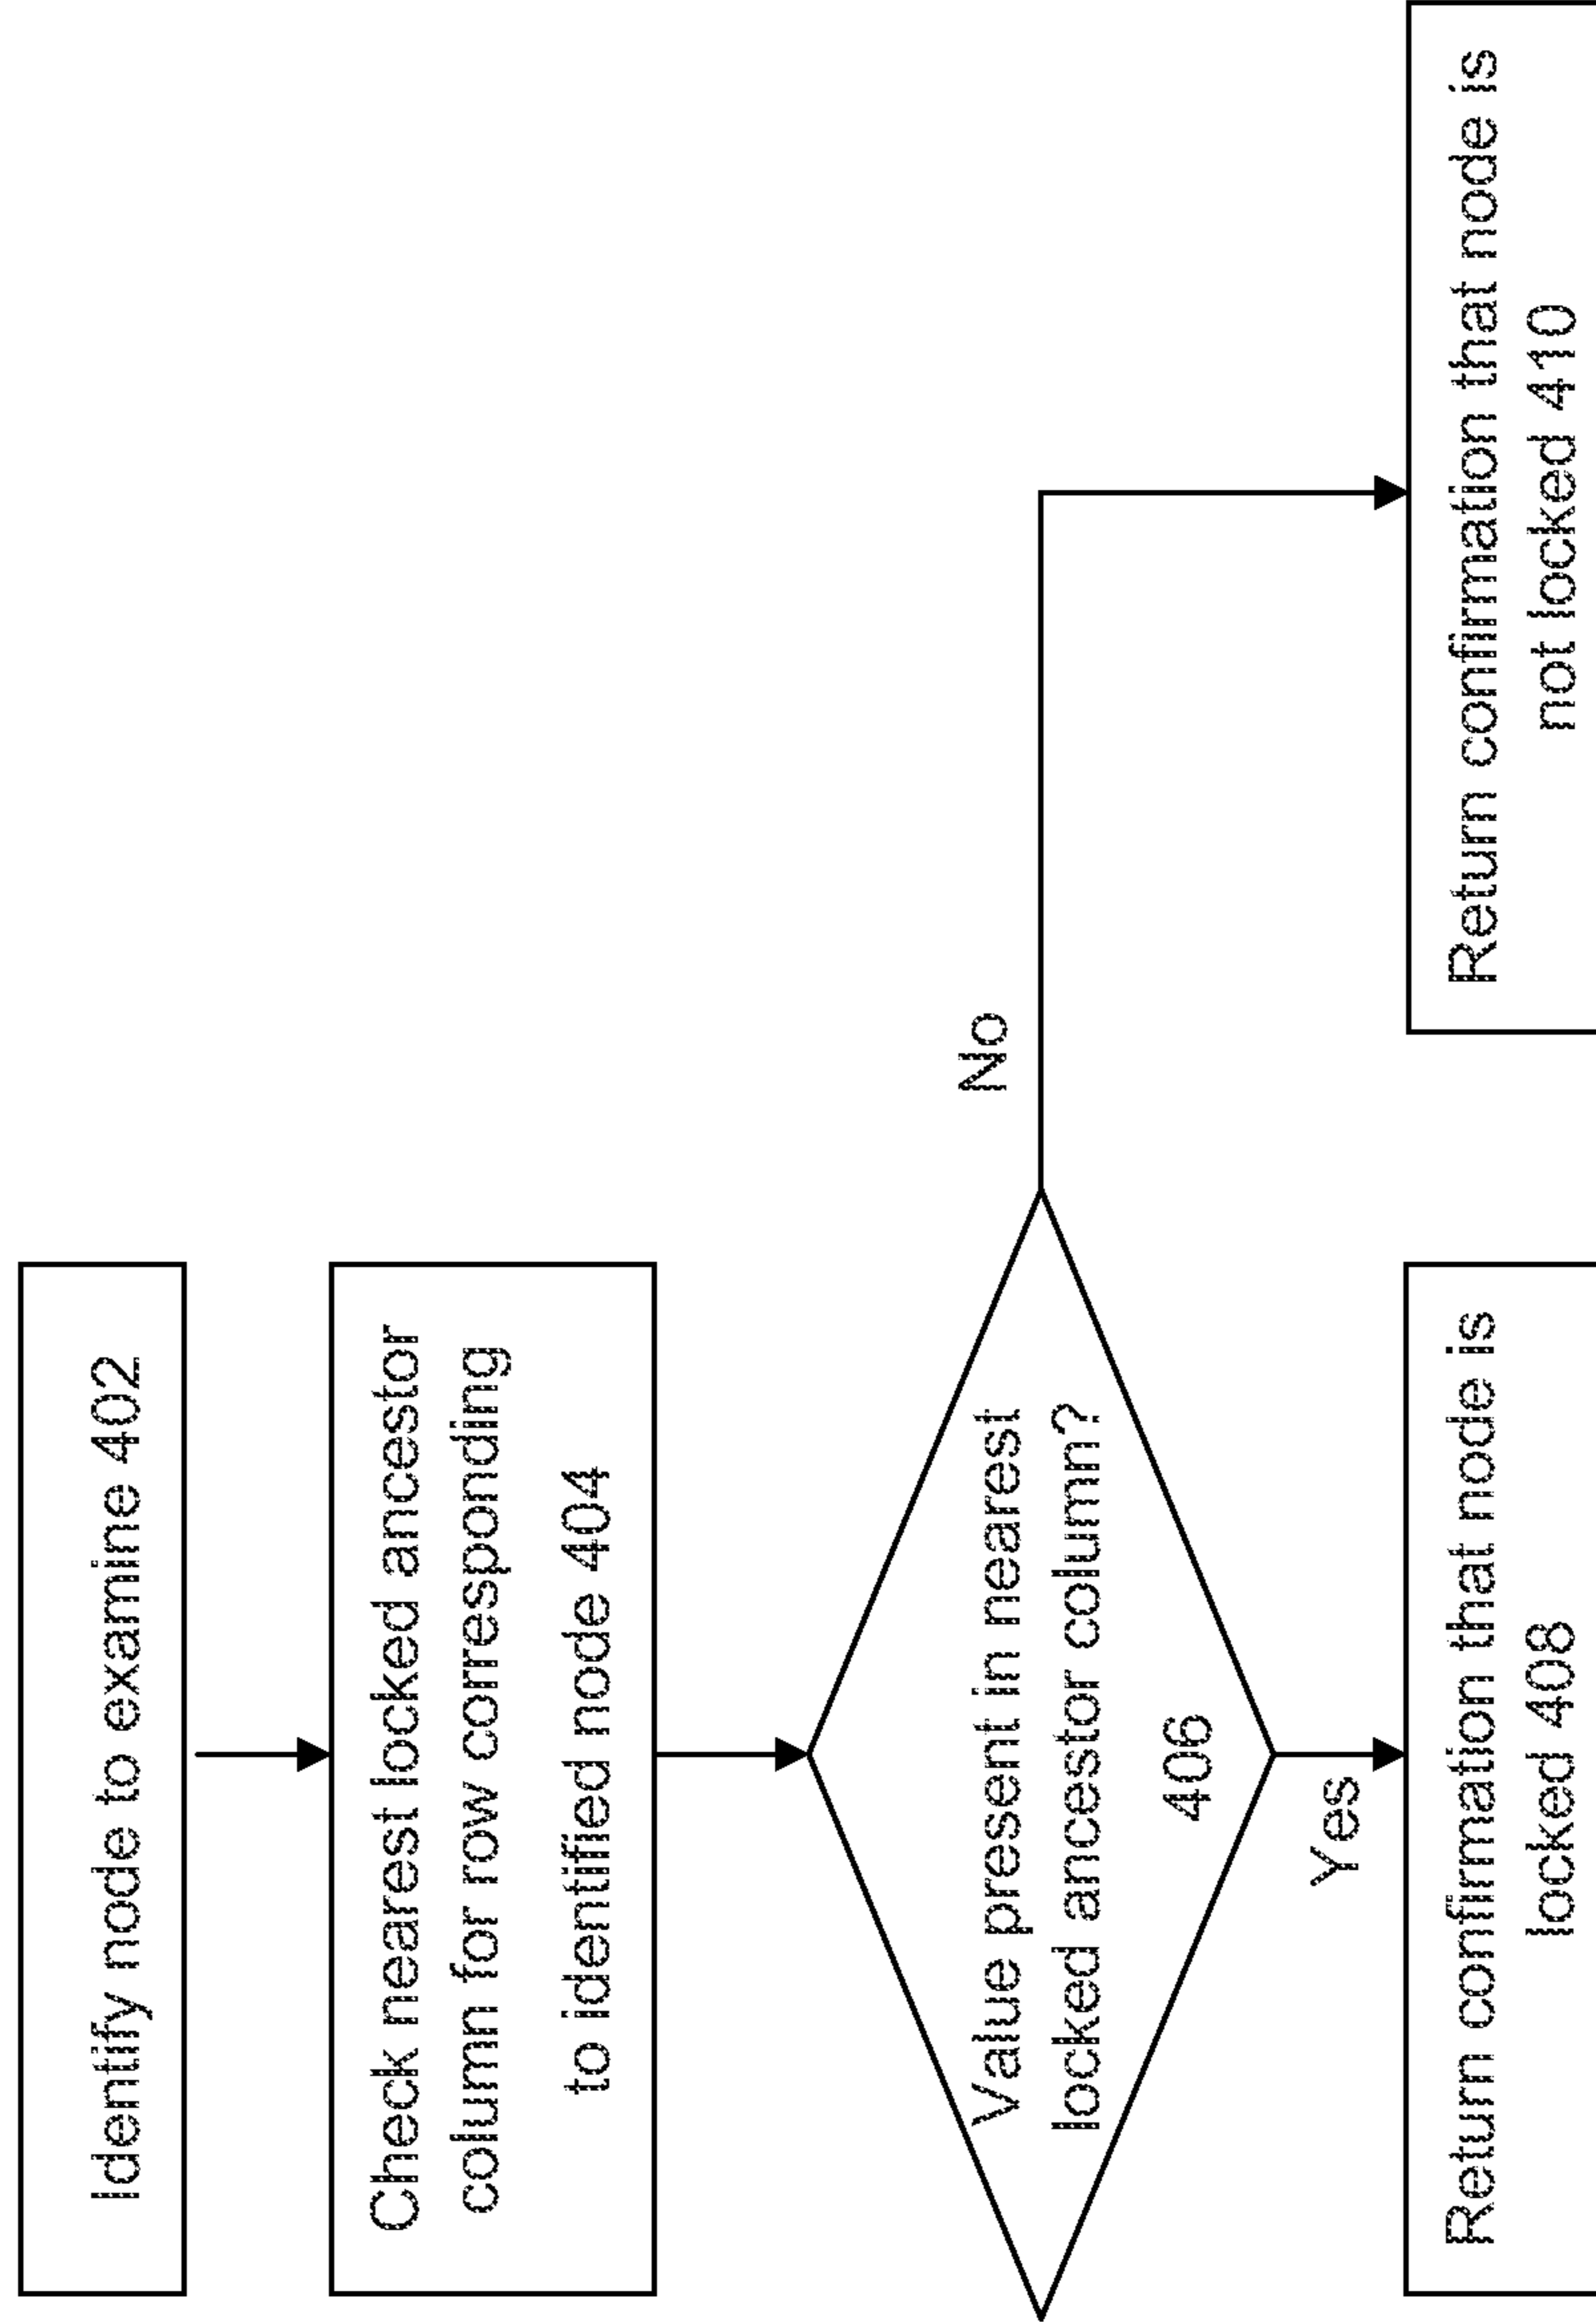 Identify node to examine 402
Check nearest locked ancestor
column for row corresponding
to identified node 404
Value present in nearest
locked ancestor column?
406
No
Yes
Return confirmation that node is
locked 408
Return confirmation that node is
not locked 410